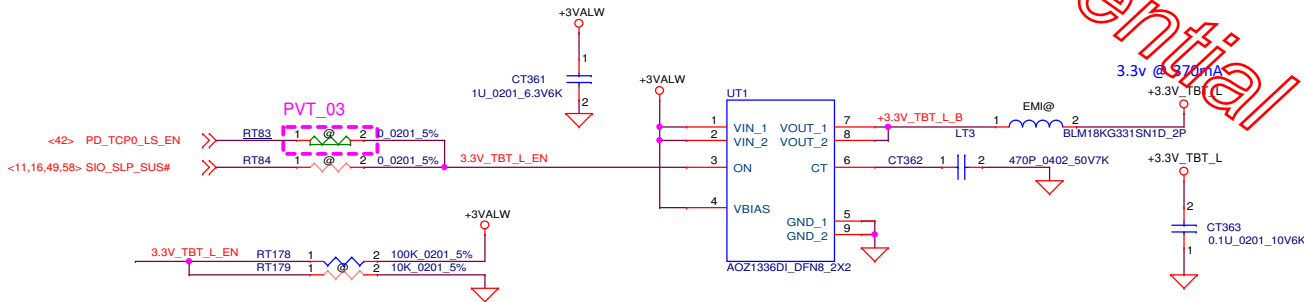 +3VALW
CT361
1U_0201_6.3V6K
1
2
PVT_03
<42> PD_TCP0_LS_EN
RT83
1
@
2
0_0201_5%
<11,16,49,58> SIO_SLP_SUS#
RT84
1
@
2
0_0201_5%
3.3V_TBT_L_EN
+3VALW
UT1
1
2
3
4
VIN_1
VIN_2
ON
VBIAS
VOUT_1
VOUT_2
CT
GND_1
GND_2
7
8
6
5
9
AOZ1336DI_DFN8_2X2
+3.3V_TBT_L_B
EMI@
1
2
LT3
BLM18KG331SN1D_2P
3.3v @ 370mA
+3.3V_TBT_L
ential
CT362
1
2
470P_0402_50V7K
+3.3V_TBT_L
2
CT363
0.1U_0201_10V6K
1
+3VALW
3.3V_TBT_L_EN
RT178
1
2
100K_0201_5%
RT179
1
@
2
10K_0201_5%